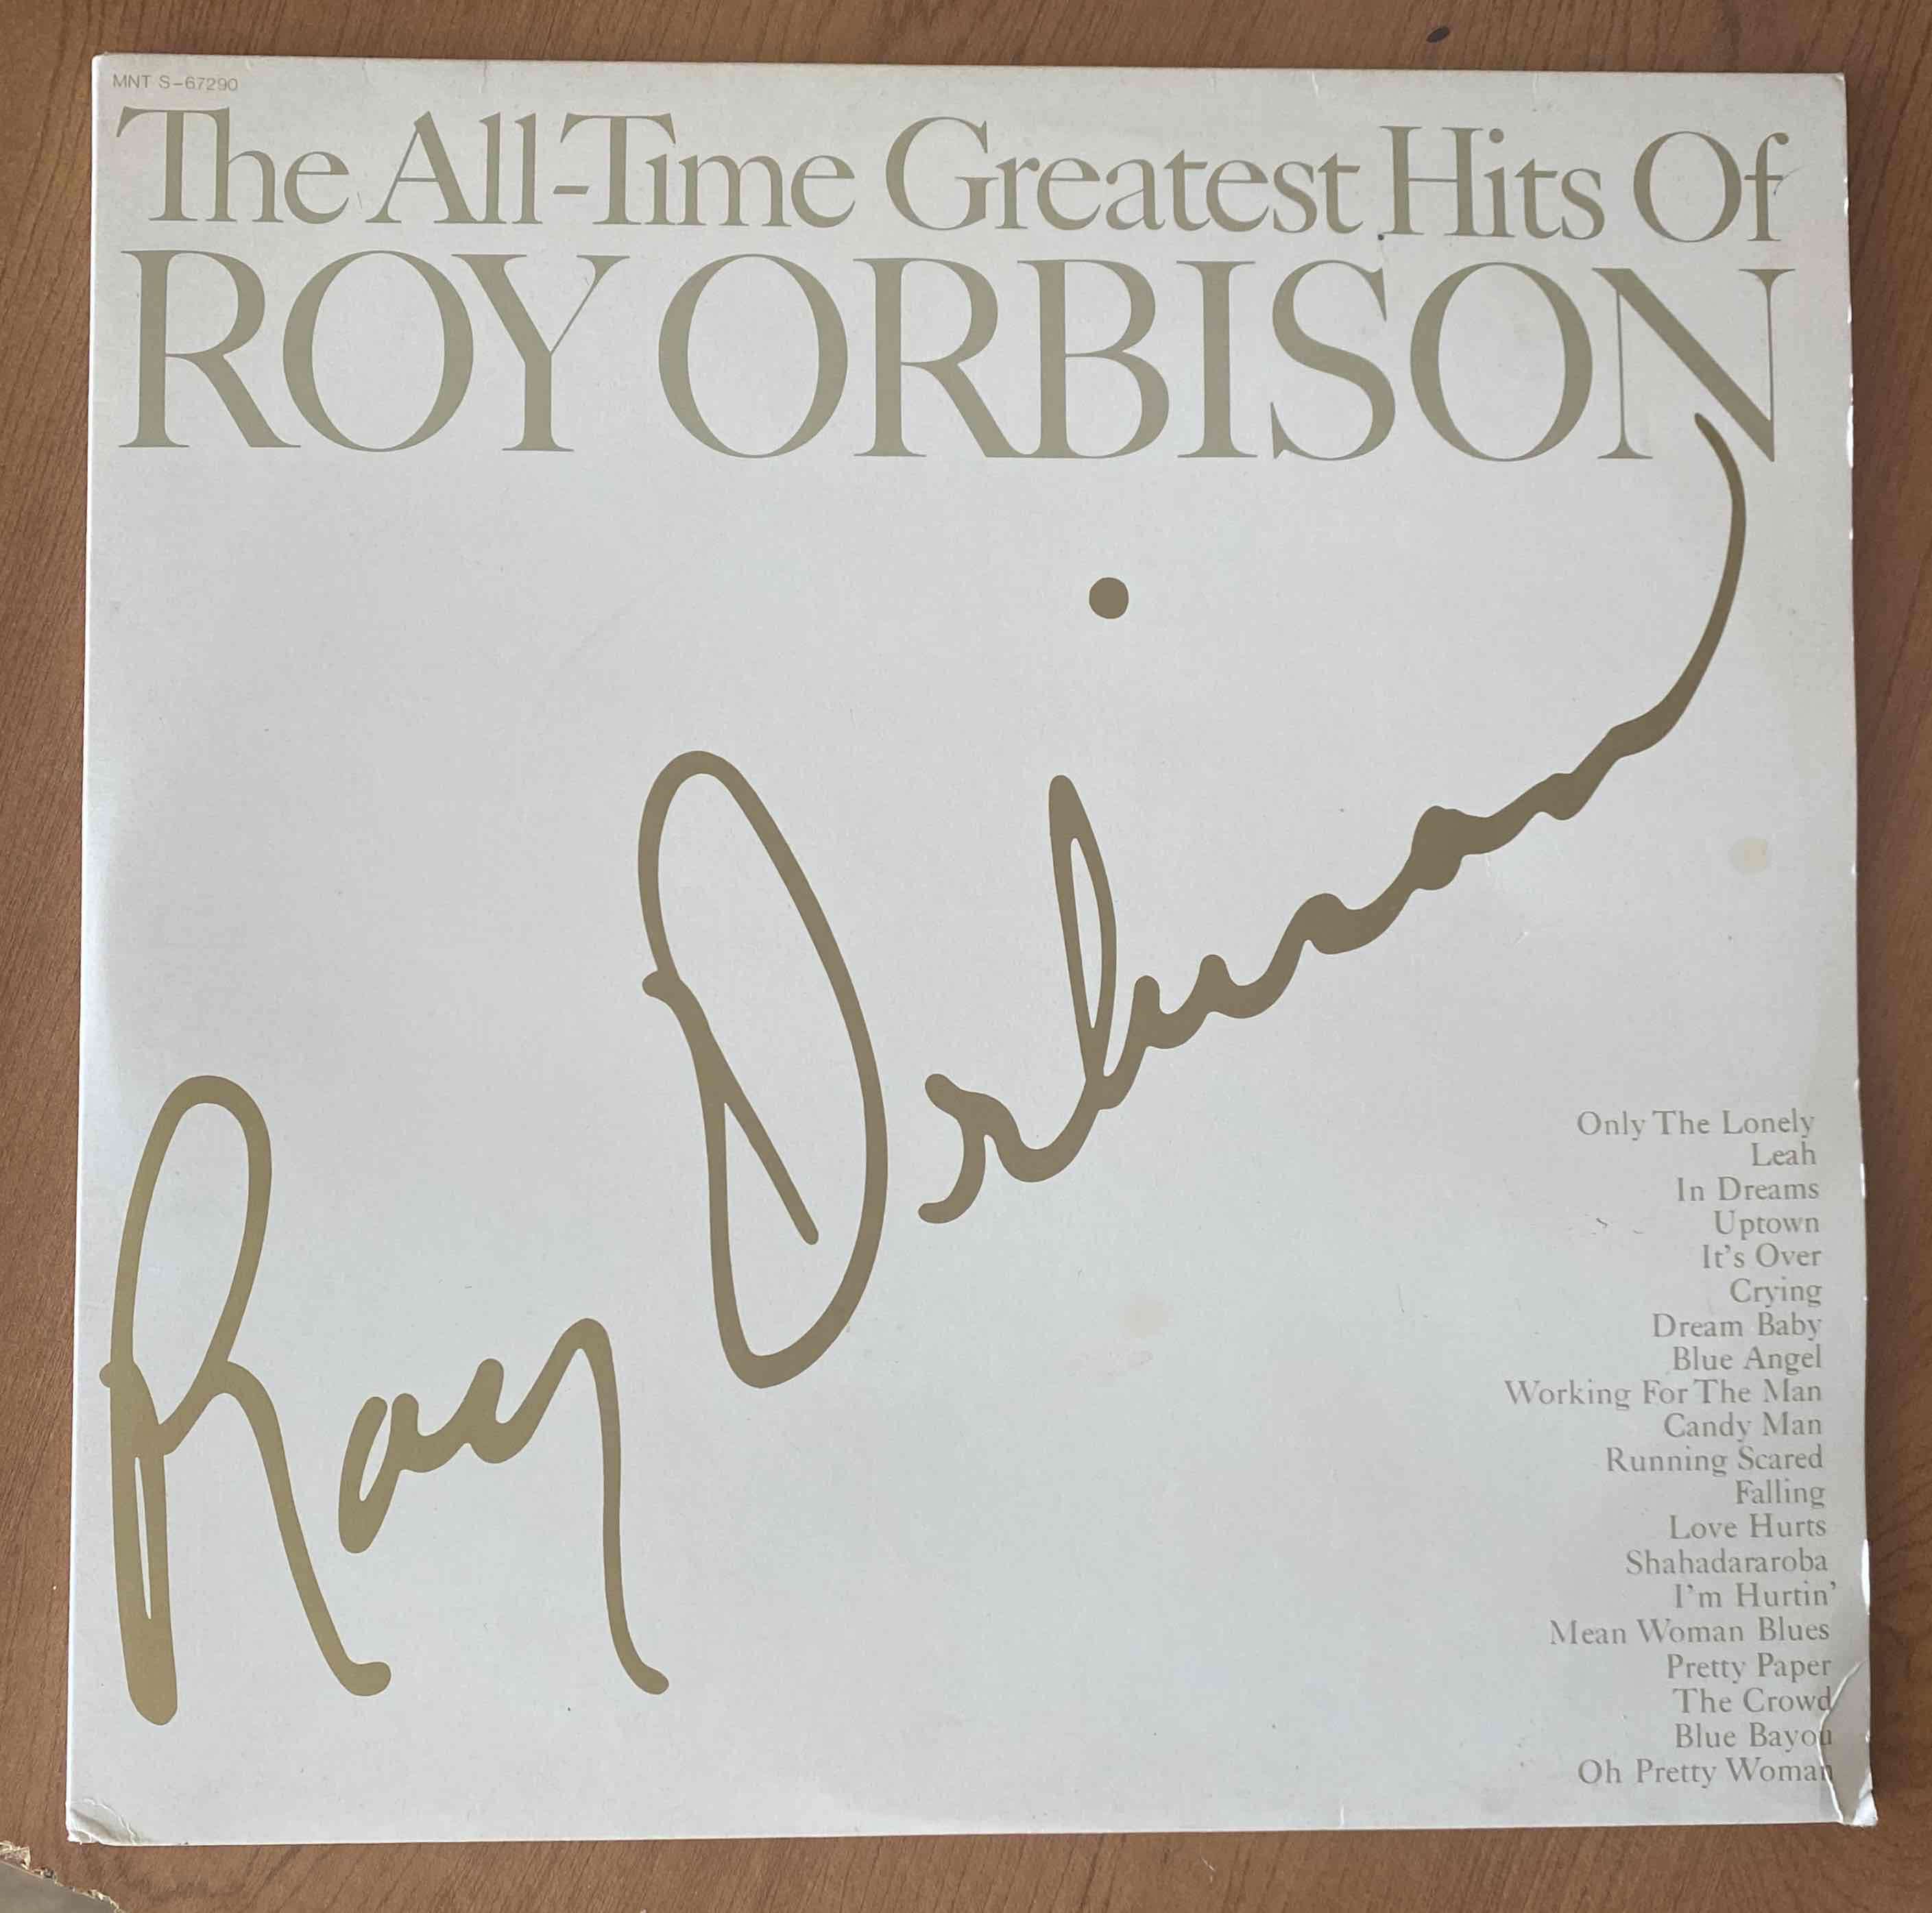 MNT S-67290
The All-Time Greatest Hits Of
ROY ORBISON
Roy Orbison
Only The Lonely
Leah
In Dreams
Uptown
It's Over
Crying
Dream Baby
Blue Angel
Working For The Man
Candy Man
Running Scared
Falling
Love Hurts
Shahadararoba
I'm Hurtin'
Mean Woman Blues
Pretty Paper
The Crowd
Blue Bayou
Oh Pretty Woman